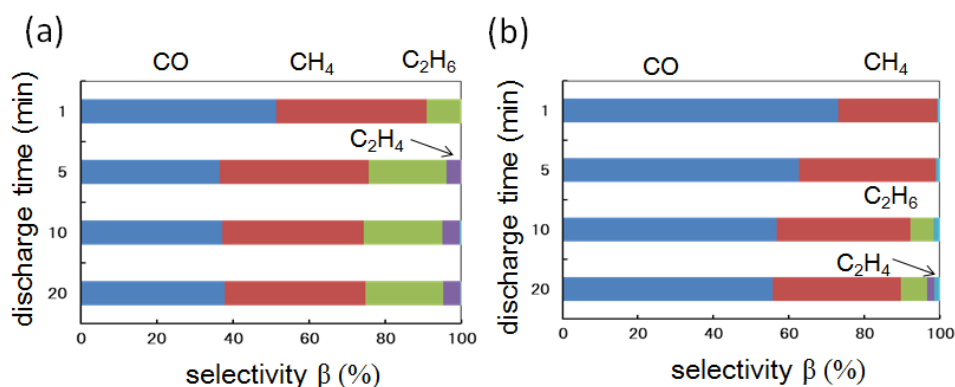 (a)
CO CH₄ C₂H₆
discharge time (min)
1
C₂H₄
5
10
20
0 20 40 60 80 100
selectivity β (%)
(b)
CO CH₄
discharge time (min)
1
5
C₂H₆
10
C₂H₄
20
0 20 40 60 80 100
selectivity β (%)